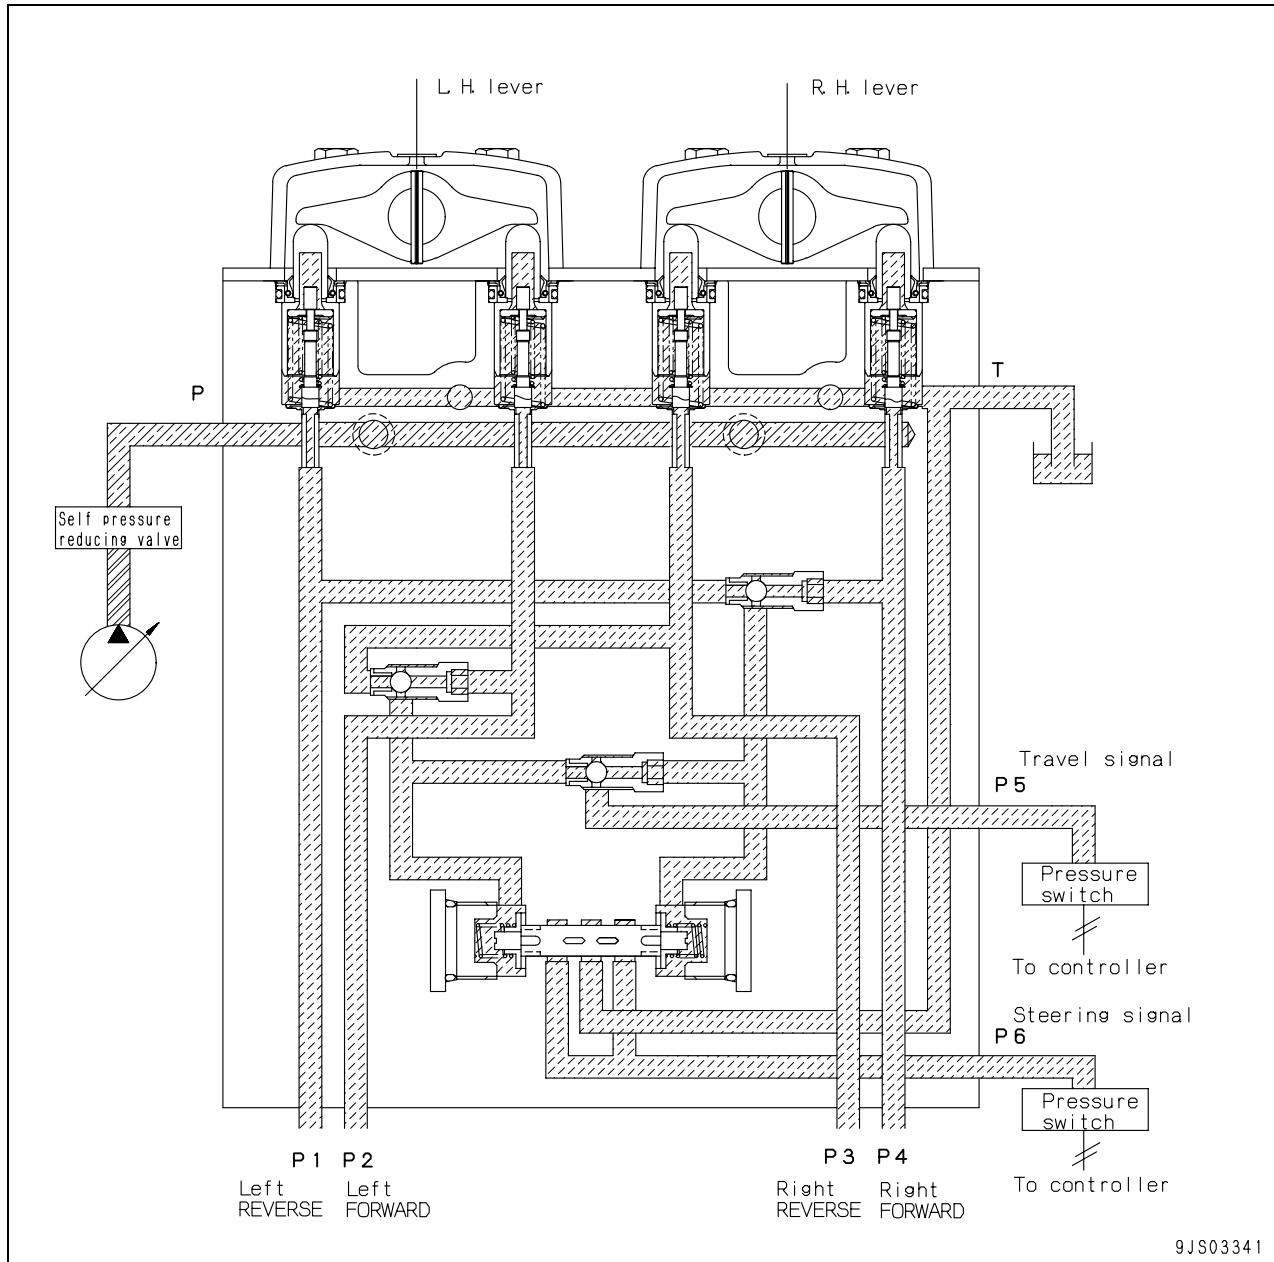 L. H. lever
R. H. lever
P
T
Self pressure
reducing valve
Travel signal
P5
Pressure
switch
To controller
Steering signal
P6
Pressure
switch
To controller
P1
P2
P3
P4
Left
REVERSE
Left
FORWARD
Right
REVERSE
Right
FORWARD
9JS03341